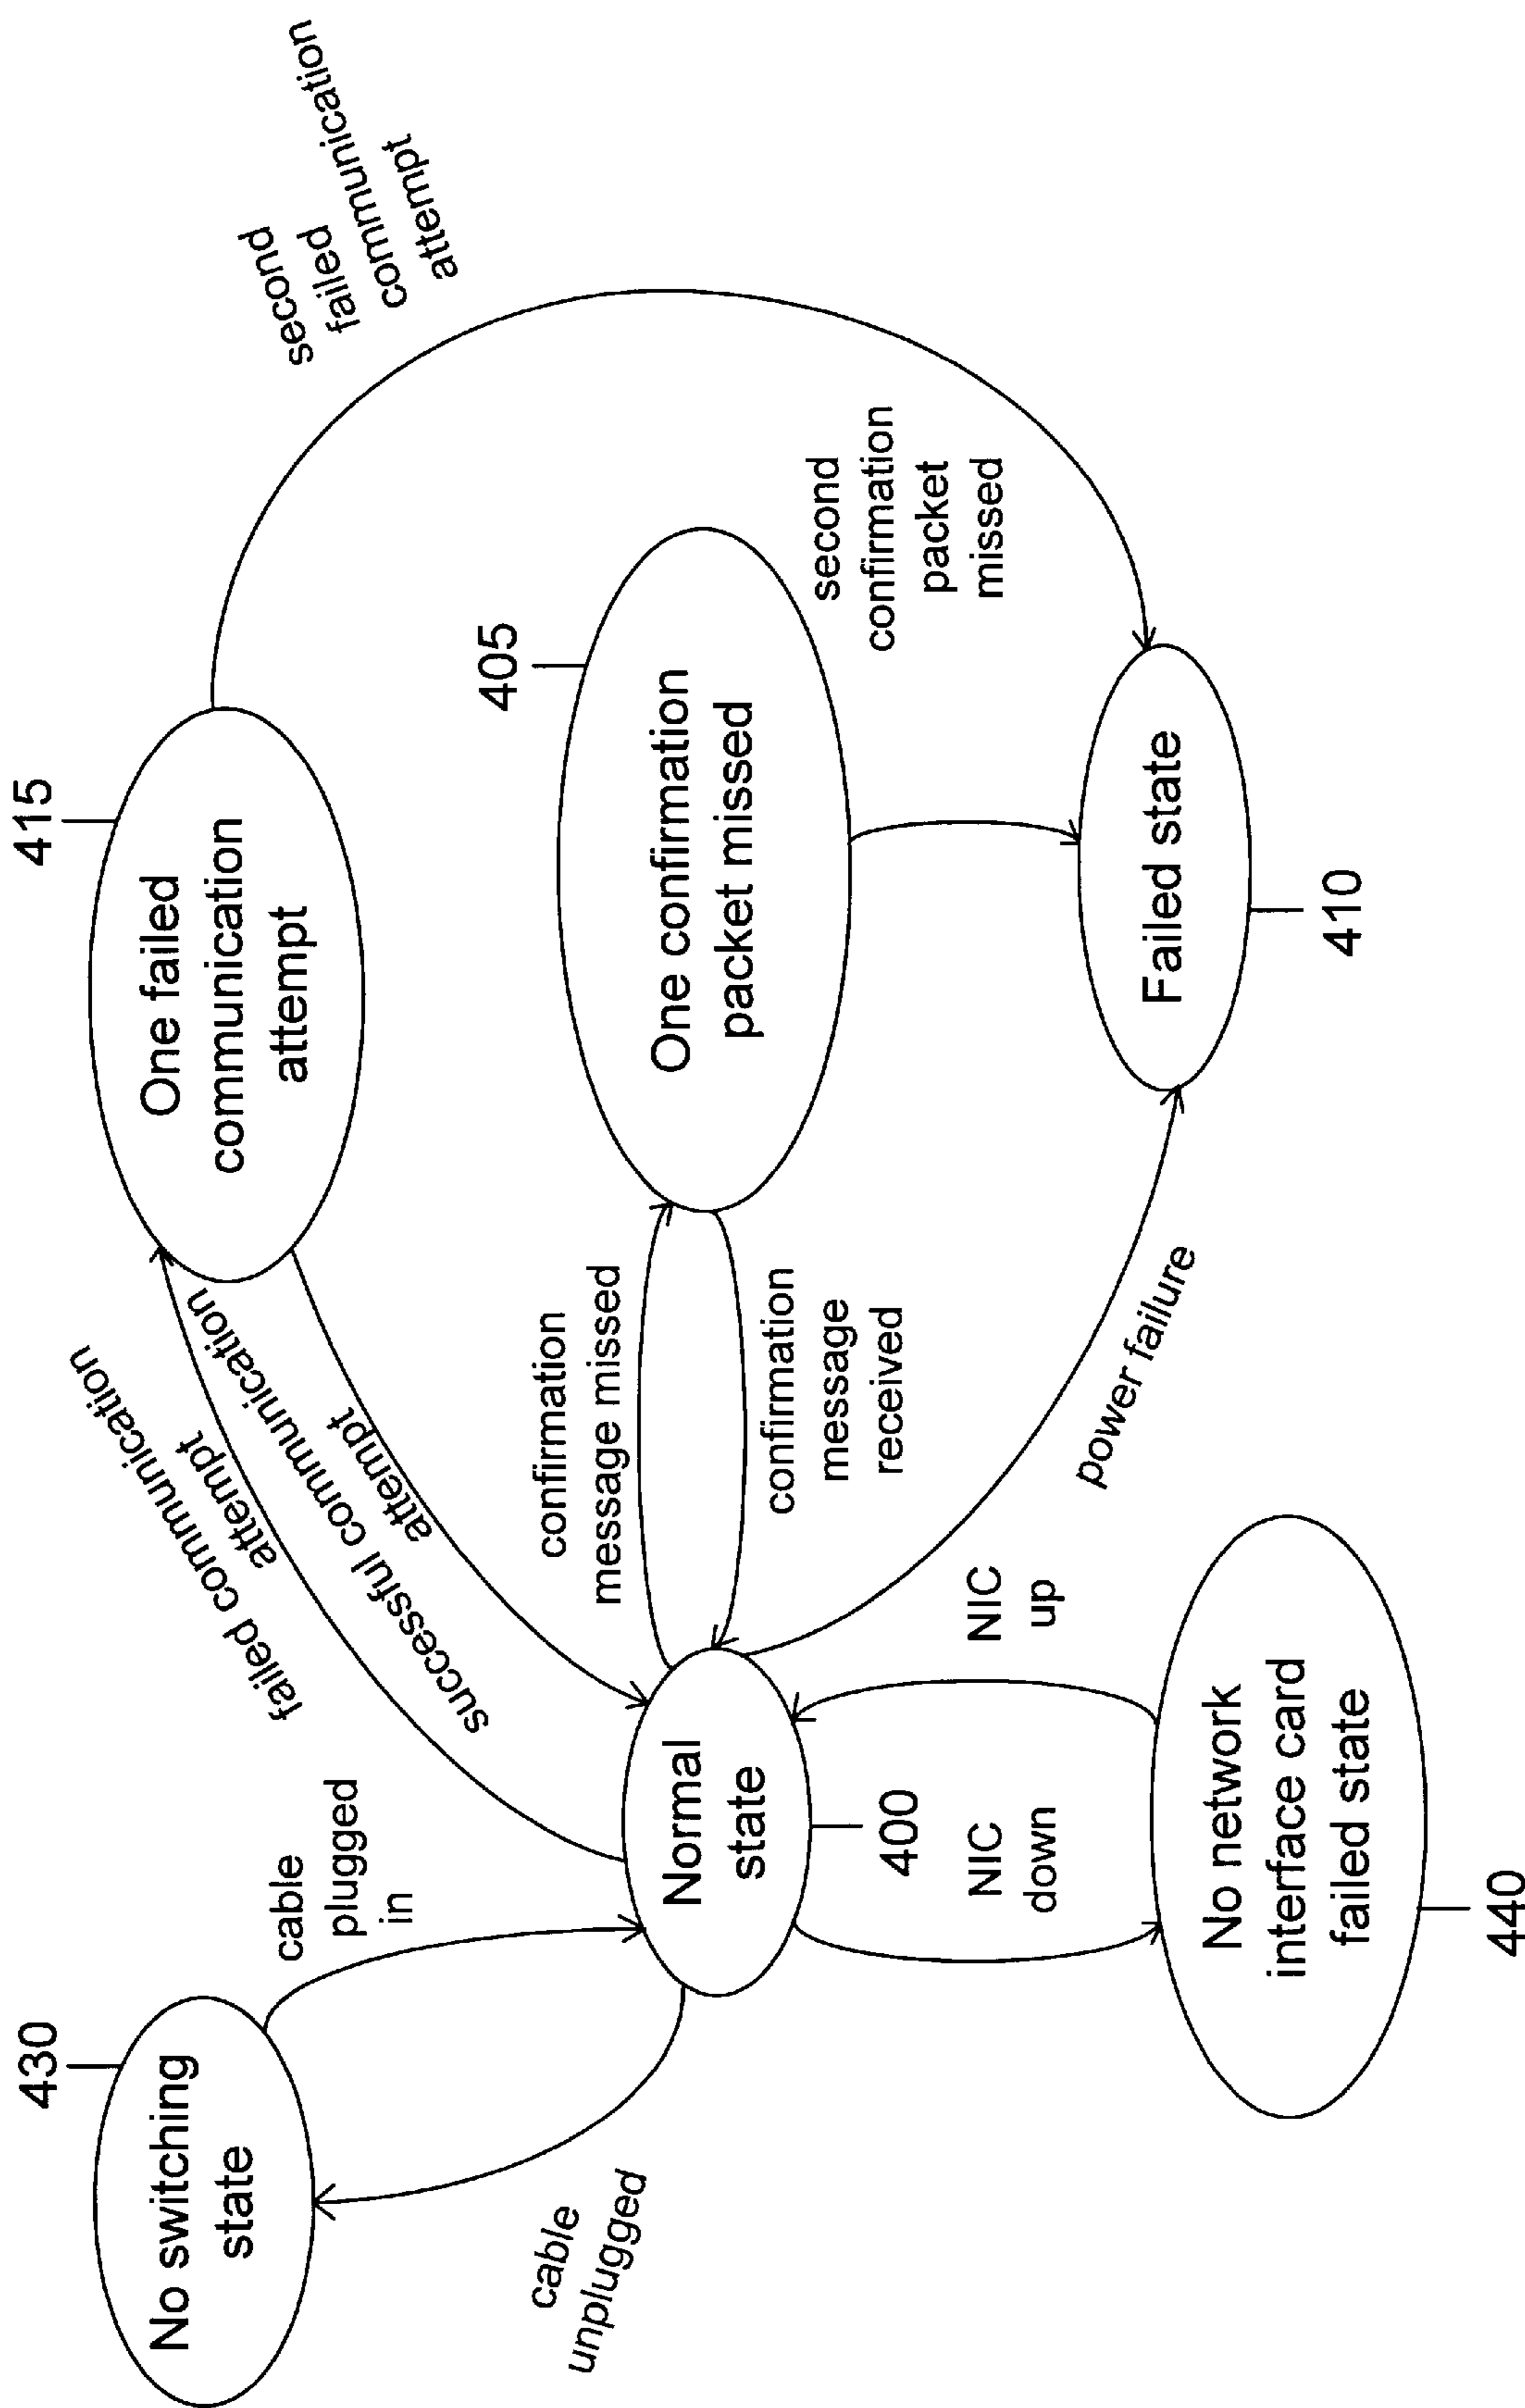 430
No switching
state
cable
plugged
in
cable
unplugged
415
One failed
communication
attempt
failed communication
attempt
successful communication
attempt
second
failed
communication
attempt
Normal
state
400
confirmation
message missed
confirmation
message
received
405
One confirmation
packet missed
second
confirmation
packet
missed
NIC
down
NIC
up
power failure
Failed state
410
No network
interface card
failed state
440